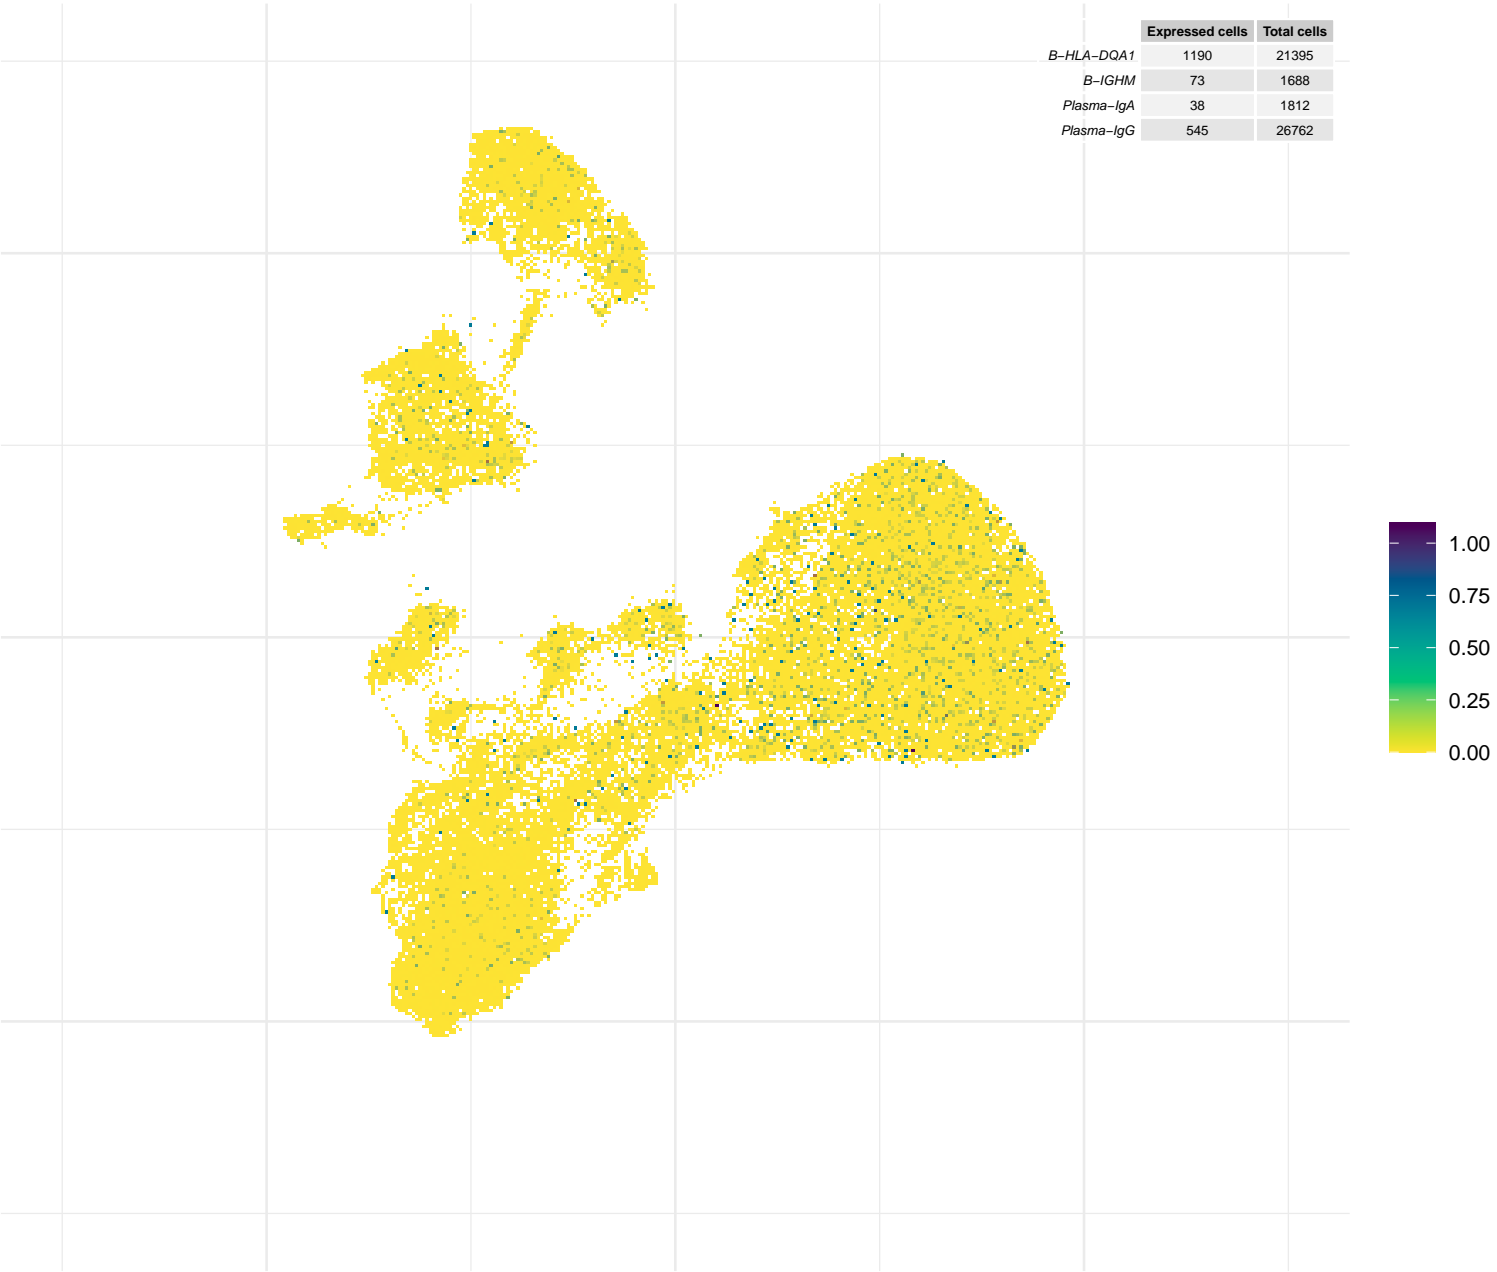 Expressed cells Total cells
B−HLA−DQA1 1190 21395
B−IGHM 73 1688
Plasma−IgA 38 1812
Plasma−IgG 545 26762
1.00
0.75
0.50
0.25
0.00